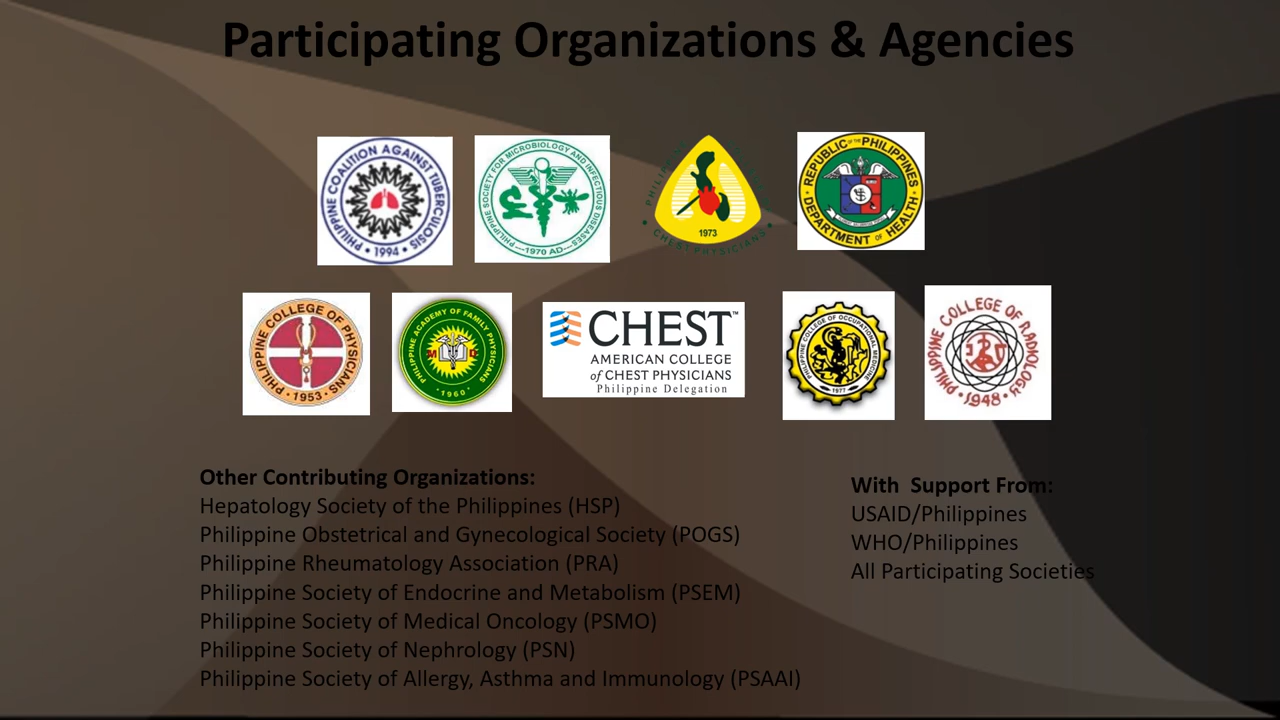 Participating Organizations & Agencies
PHILIPPINE COALITION AGAINST TUBERCULOSIS
• 1994 •
PHILIPPINE SOCIETY FOR MICROBIOLOGY AND INFECTIOUS DISEASES
1970 AD
CHEST PHYSICIANS
1973
REPUBLIC OF THE PHILIPPINES
DEPARTMENT OF HEALTH
PHILIPPINE COLLEGE OF PHYSICIANS
• 1953 •
PHILIPPINE ACADEMY OF FAMILY PHYSICIANS
M D
• 1960 •
CHEST™
AMERICAN COLLEGE
of CHEST PHYSICIANS
Philippine Delegation
PHILIPPINE COLLEGE OF OCCUPATIONAL MEDICINE
1977
PHILIPPINE COLLEGE OF RADIOLOGY
• 1948 •
Other Contributing Organizations:
Hepatology Society of the Philippines (HSP)
Philippine Obstetrical and Gynecological Society (POGS)
Philippine Rheumatology Association (PRA)
Philippine Society of Endocrine and Metabolism (PSEM)
Philippine Society of Medical Oncology (PSMO)
Philippine Society of Nephrology (PSN)
Philippine Society of Allergy, Asthma and Immunology (PSAAI)
With  Support From:
USAID/Philippines
WHO/Philippines
All Participating Societies